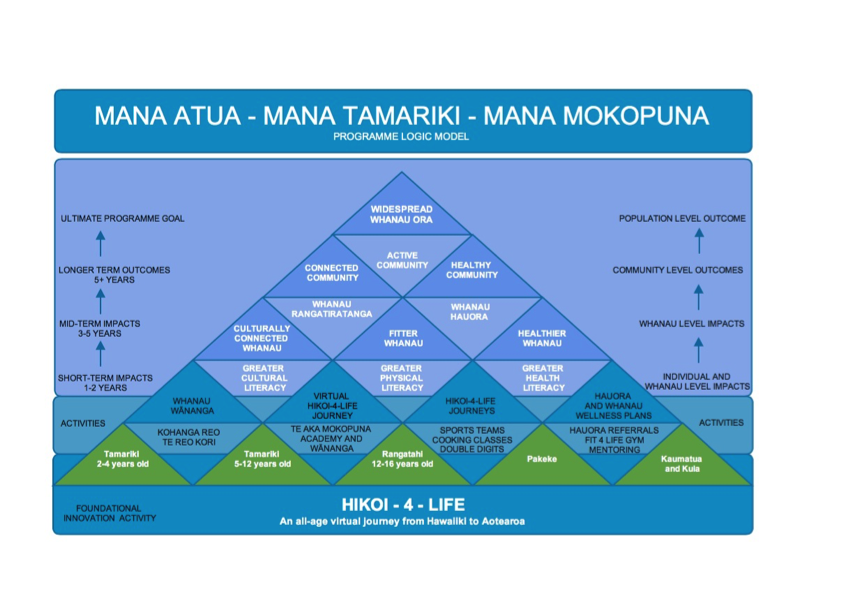 MANA ATUA - MANA TAMARIKI - MANA MOKOPUNA
PROGRAMME LOGIC MODEL
WIDESPREAD
WHANAU ORA
ULTIMATE PROGRAMME GOAL
POPULATION LEVEL OUTCOME
ACTIVE
COMMUNITY
CONNECTED
COMMUNITY
HEALTHY
COMMUNITY
LONGER TERM OUTCOMES
5+ YEARS
COMMUNITY LEVEL OUTCOMES
WHANAU
RANGATIRATANGA
WHANAU
HAUORA
MID-TERM IMPACTS
3-5 YEARS
CULTURALLY
CONNECTED
WHANAU
FITTER
WHANAU
HEALTHIER
WHANAU
WHANAU LEVEL IMPACTS
SHORT-TERM IMPACTS
1-2 YEARS
GREATER
CULTURAL
LITERACY
GREATER
PHYSICAL
LITERACY
GREATER
HEALTH
LITERACY
INDIVIDUAL AND
WHANAU LEVEL IMPACTS
ACTIVITIES
WHANAU
WĀNANGA
VIRTUAL
HIKOI-4-LIFE
JOURNEY
HIKOI-4-LIFE
JOURNEYS
HAUORA
AND WHANAU
WELLNESS PLANS
ACTIVITIES
KOHANGA REO
TE REO KORI
TE AKA MOKOPUNA
ACADEMY AND
WĀNANGA
SPORTS TEAMS
COOKING CLASSES
DOUBLE DIGITS
HAUORA REFERRALS
FIT 4 LIFE GYM
MENTORING
Tamariki
2-4 years old
Tamariki
5-12 years old
Rangatahi
12-16 years old
Pakeke
Kaumatua
and Kuia
FOUNDATIONAL
INNOVATION ACTIVITY
HIKOI - 4 - LIFE
An all-age virtual journey from Hawaiiki to Aotearoa